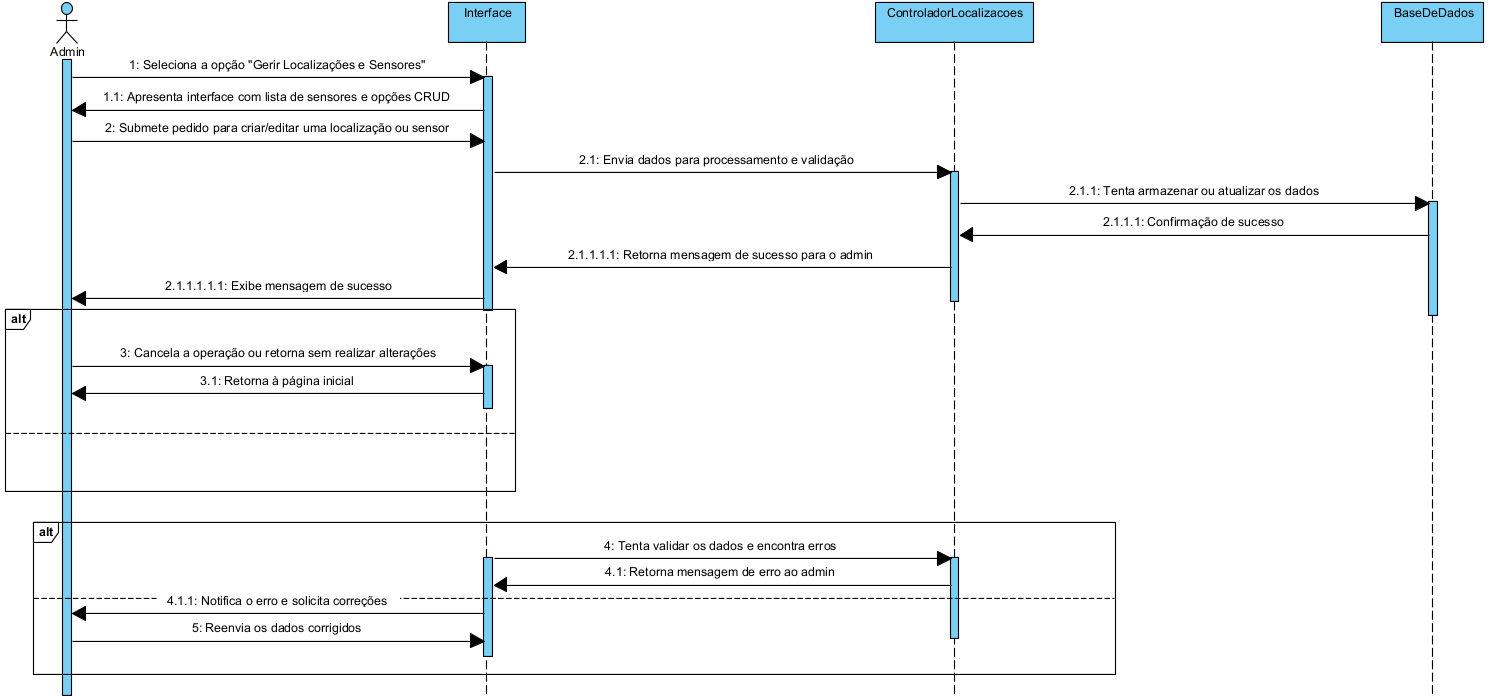 Admin
Interface
ControladorLocalizacoes
BaseDeDados
1: Seleciona a opção "Gerir Localizações e Sensores"
1.1: Apresenta interface com lista de sensores e opções CRUD
2: Submete pedido para criar/editar uma localização ou sensor
2.1: Envia dados para processamento e validação
2.1.1: Tenta armazenar ou atualizar os dados
2.1.1.1: Confirmação de sucesso
2.1.1.1.1: Retorna mensagem de sucesso para o admin
2.1.1.1.1.1: Exibe mensagem de sucesso
alt
3: Cancela a operação ou retorna sem realizar alterações
3.1: Retorna à página inicial
alt
4: Tenta validar os dados e encontra erros
4.1: Retorna mensagem de erro ao admin
4.1.1: Notifica o erro e solicita correções
5: Reenvia os dados corrigidos